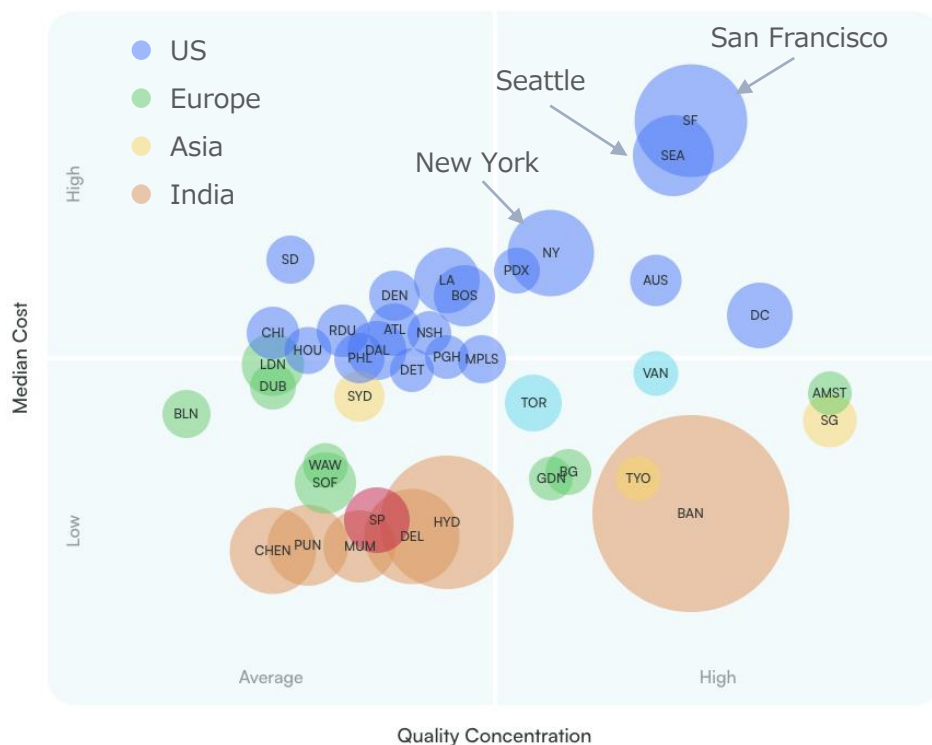 San Francisco
US
Seattle
Europe
SF
Asia
SEA
New York
India
High
SD
NY
PDX
LA
AUS
DEN
BOS
DC
CHI
RDU
ATL
NSH
HOU
DAL
PHL
PGH
MPLS
LDN
DET
VAN
DUB
SYD
AMST
BLN
TOR
SG
Median Cost
WAW
BG
SOF
GDN
TYO
BAN
SP
HYD
Low
DEL
CHEN
PUN
MUM
Average
High
Quality Concentration